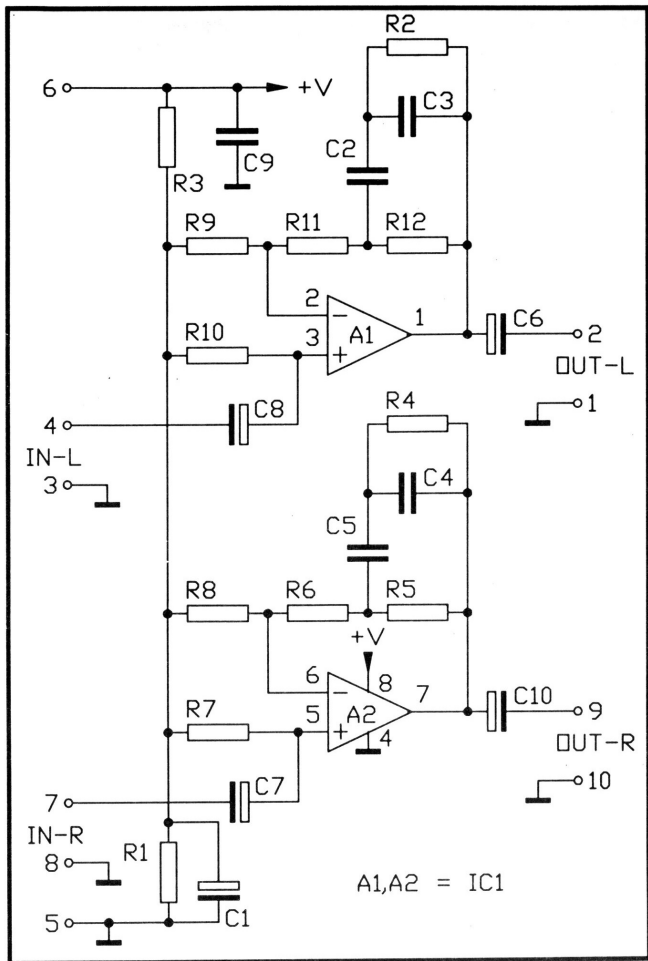 R2
6
+V
C3
R3
C9
C2
R9
R11
R12
2
−
1
C6
R10
3
+
A1
2
OUT-L
C8
R4
1
4
IN-L
3
C4
C5
R8
R6
R5
+V
6
−
8
7
C10
R7
5
+
A2
4
9
OUT-R
C7
7
10
IN-R
R1
8
A1,A2 = IC1
C1
5